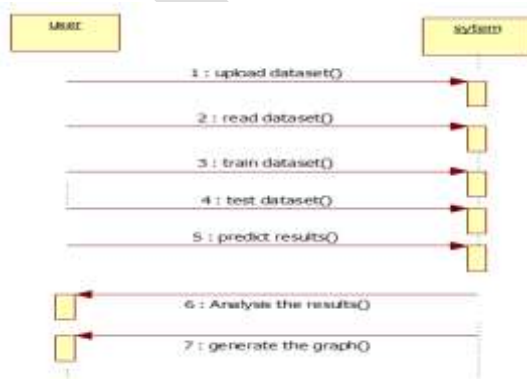 user
sytem
1 : upload dataset()
2 : read dataset()
3 : train dataset()
4 : test dataset()
5 : predict results()
6 : Analysis the results()
7 : generate the graph()